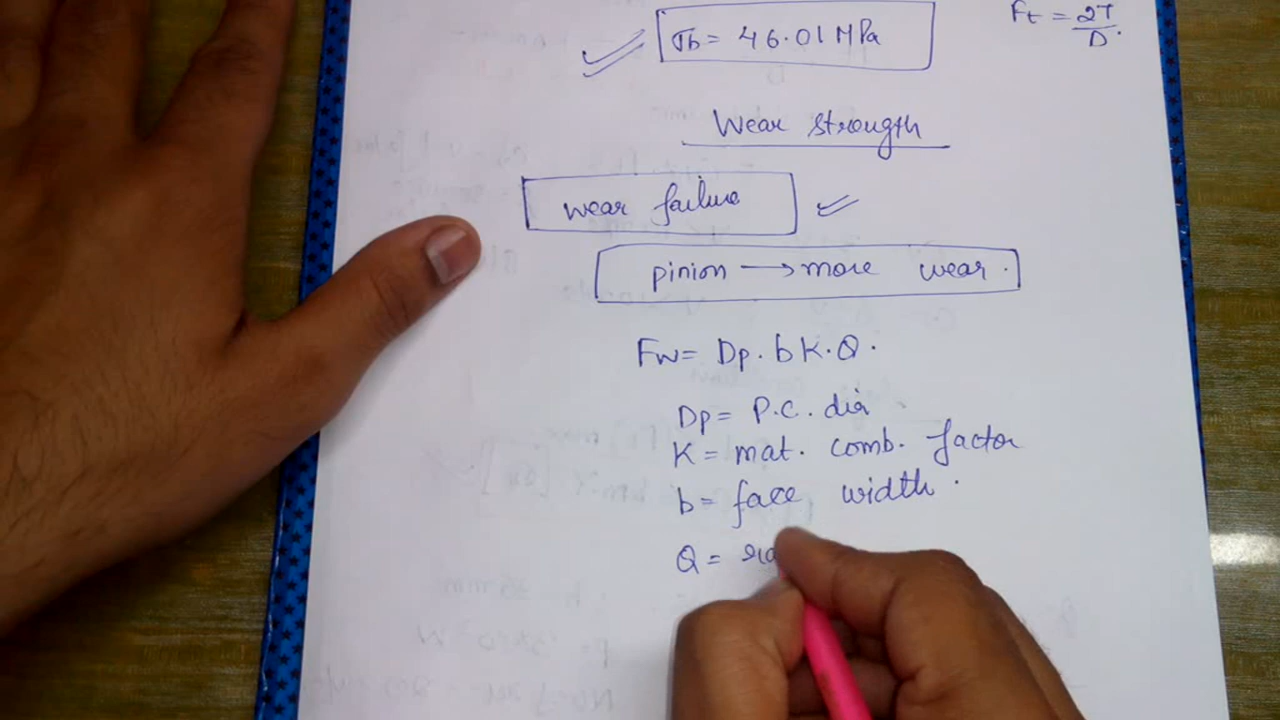 σb = 46.01 MPa
Ft = 2T/D.
Wear Strength
wear failure
pinion → more wear.
Fw = Dp. b K. Q.
Dp = P.C. dia
K = mat. comb. factor
b = face width.
Q =